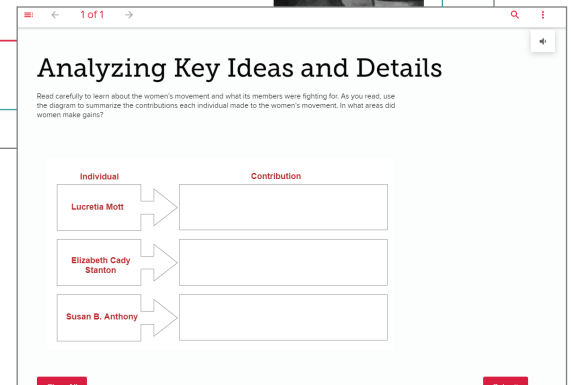 1 of 1
Analyzing Key Ideas and Details
Read carefully to learn about the women's movement and what its members were fighting for. As you read, use
the diagram to summarize the contributions each individual made to the women's movement. In what areas did
women make gains?
Individual
Contribution
Lucretia Mott
Elizabeth Cady
Stanton
Susan B. Anthony